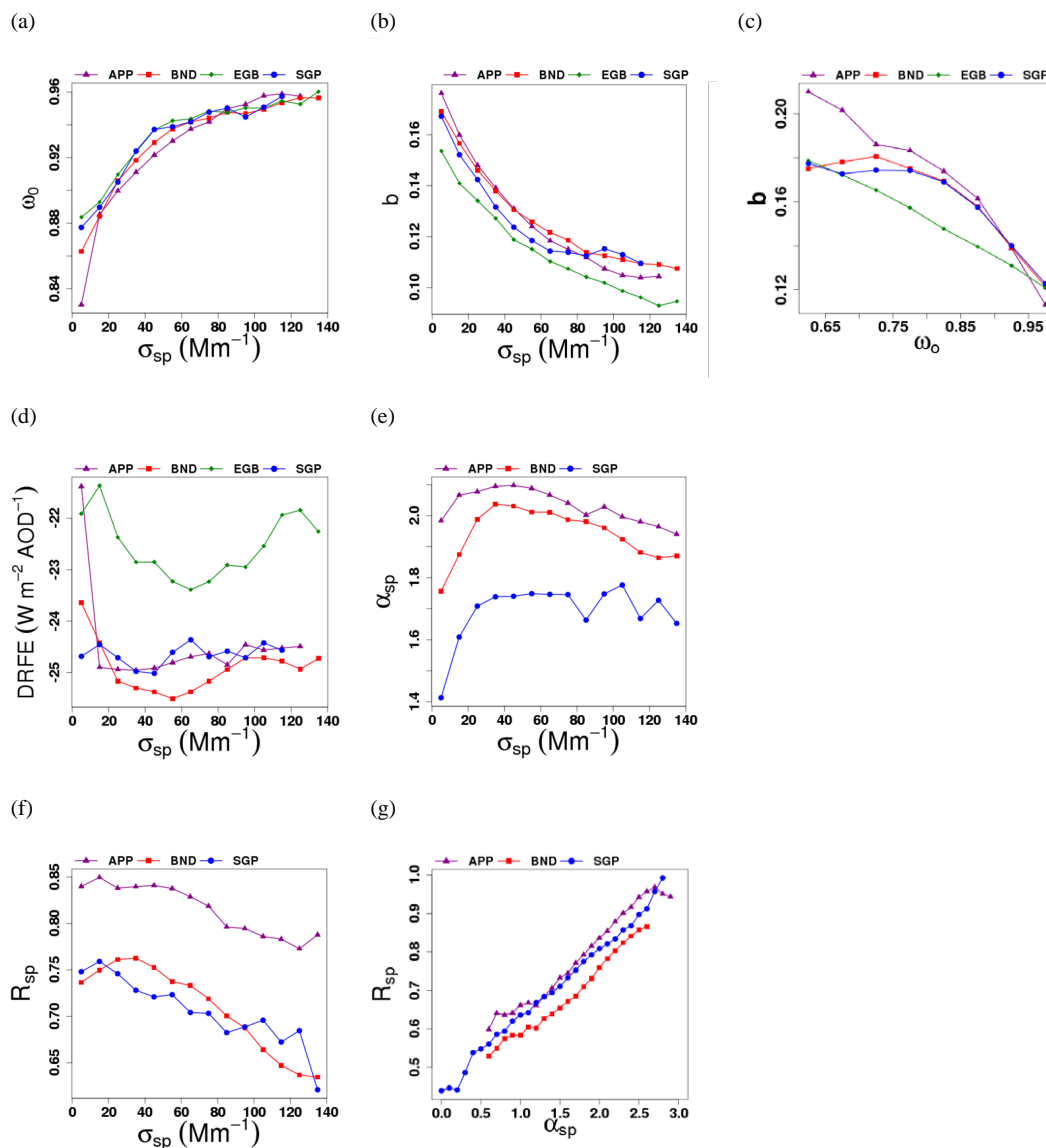 (a)
APP BND EGB SGP
0.84 0.88 0.92 0.96
ω₀
0 20 40 60 80 100 120 140
σsp (Mm⁻¹)
(b)
APP BND EGB SGP
0.10 0.12 0.14 0.16
b
0 20 40 60 80 100 120 140
σsp (Mm⁻¹)
(c)
APP BND EGB SGP
0.12 0.16 0.20
b
0.65 0.75 0.85 0.95
ωo
(d)
APP BND EGB SGP
-25 -24 -23 -22
DRFE (W m⁻² AOD⁻¹)
0 20 40 60 80 100 120 140
σsp (Mm⁻¹)
(e)
APP BND SGP
1.4 1.6 1.8 2.0
αsp
0 20 40 60 80 100 120 140
σsp (Mm⁻¹)
(f)
APP BND SGP
0.65 0.70 0.75 0.80 0.85
Rsp
0 20 40 60 80 100 120 140
σsp (Mm⁻¹)
(g)
APP BND SGP
0.5 0.6 0.7 0.8 0.9 1.0
Rsp
0.0 0.5 1.0 1.5 2.0 2.5 3.0
αsp